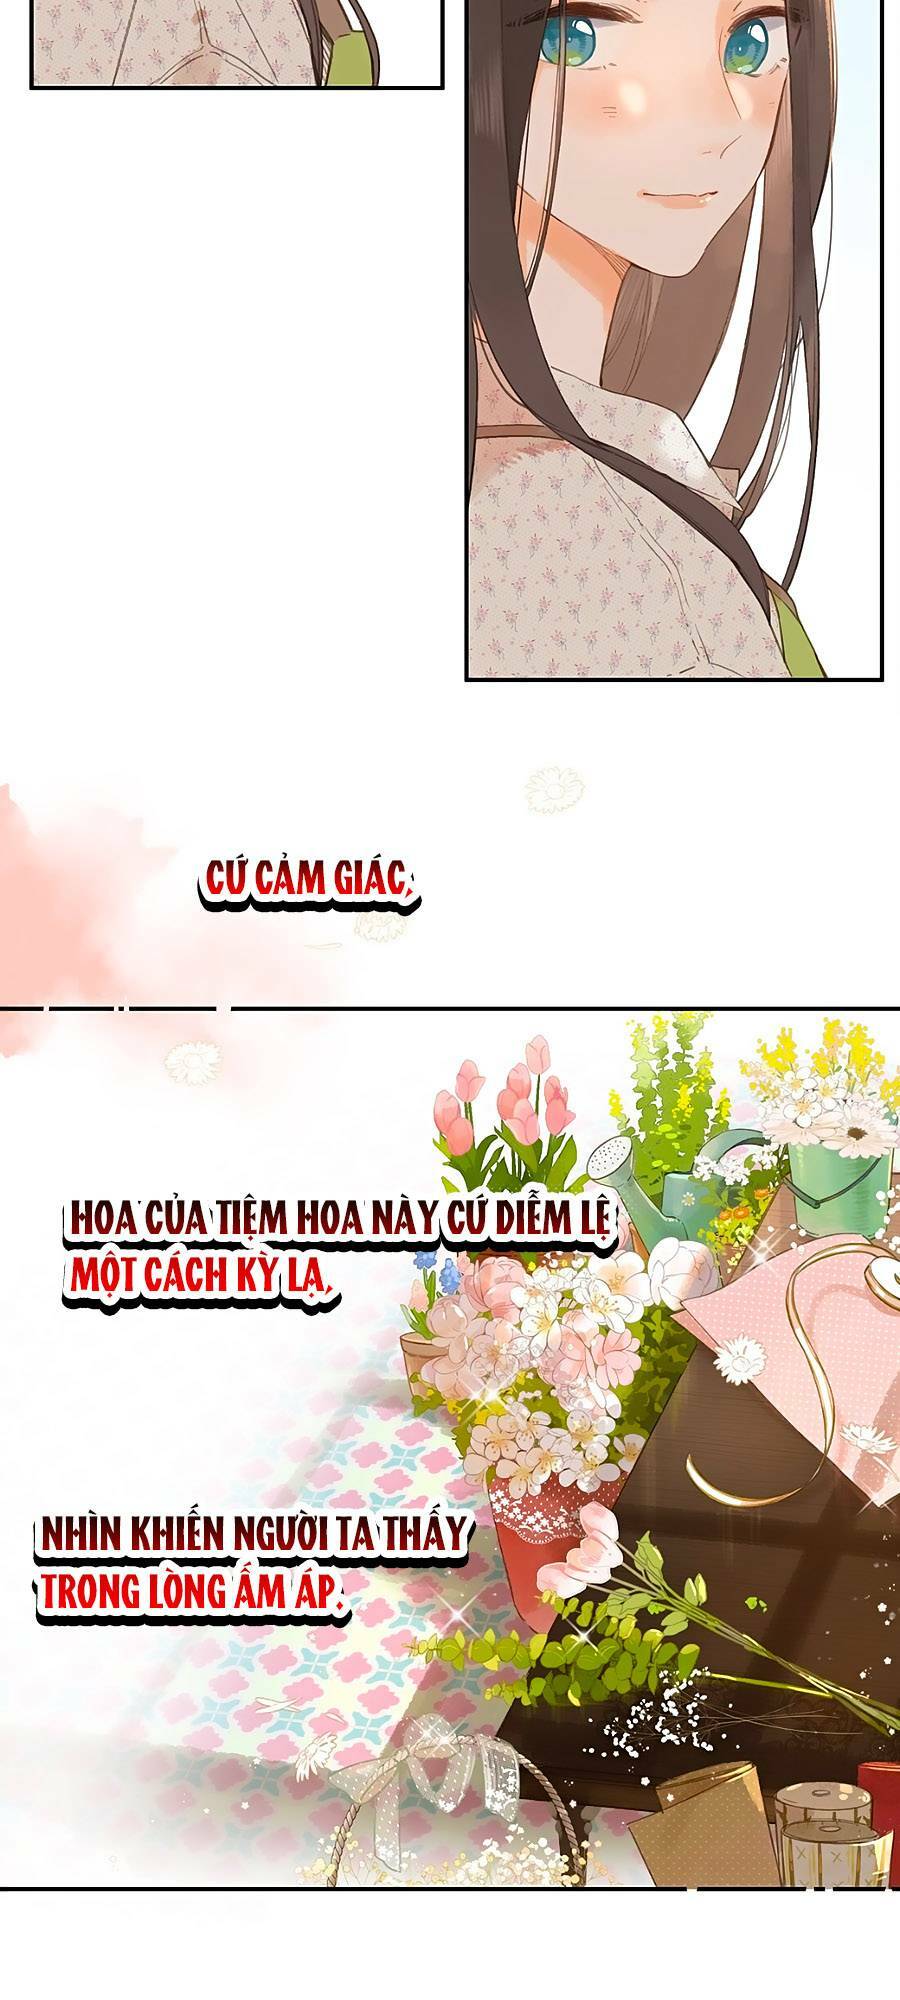 CỨ CẢM GIÁC,
HOA CỦA TIỆM HOA NÀY CỨ DIỄM LỆ
MỘT CÁCH KỲ LẠ,
NHÌN KHIẾN NGƯỜI TA THẤY
TRONG LÒNG ẤM ÁP.